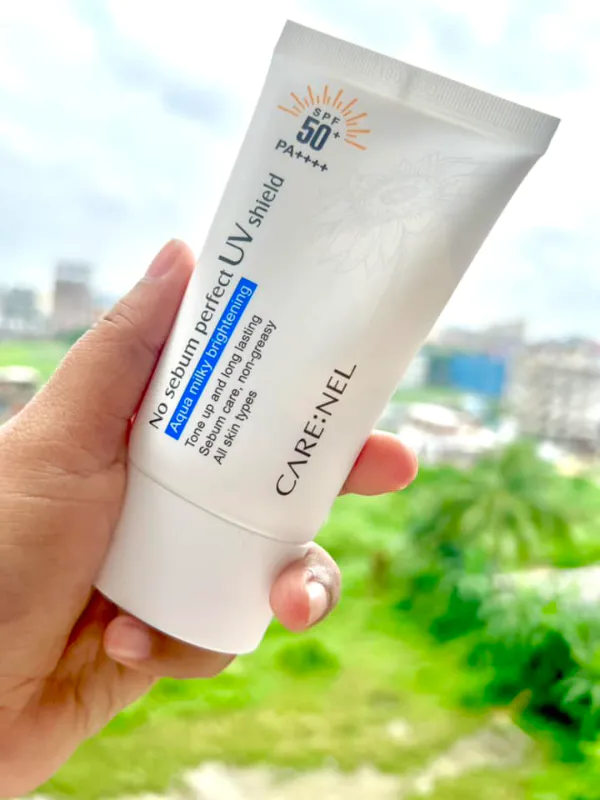 SPF
50+
PA++++
No sebum perfect UV shield
Aqua milky brightening
Tone up and long lasting
Sebum care, non-greasy
All skin types
CARE:NEL